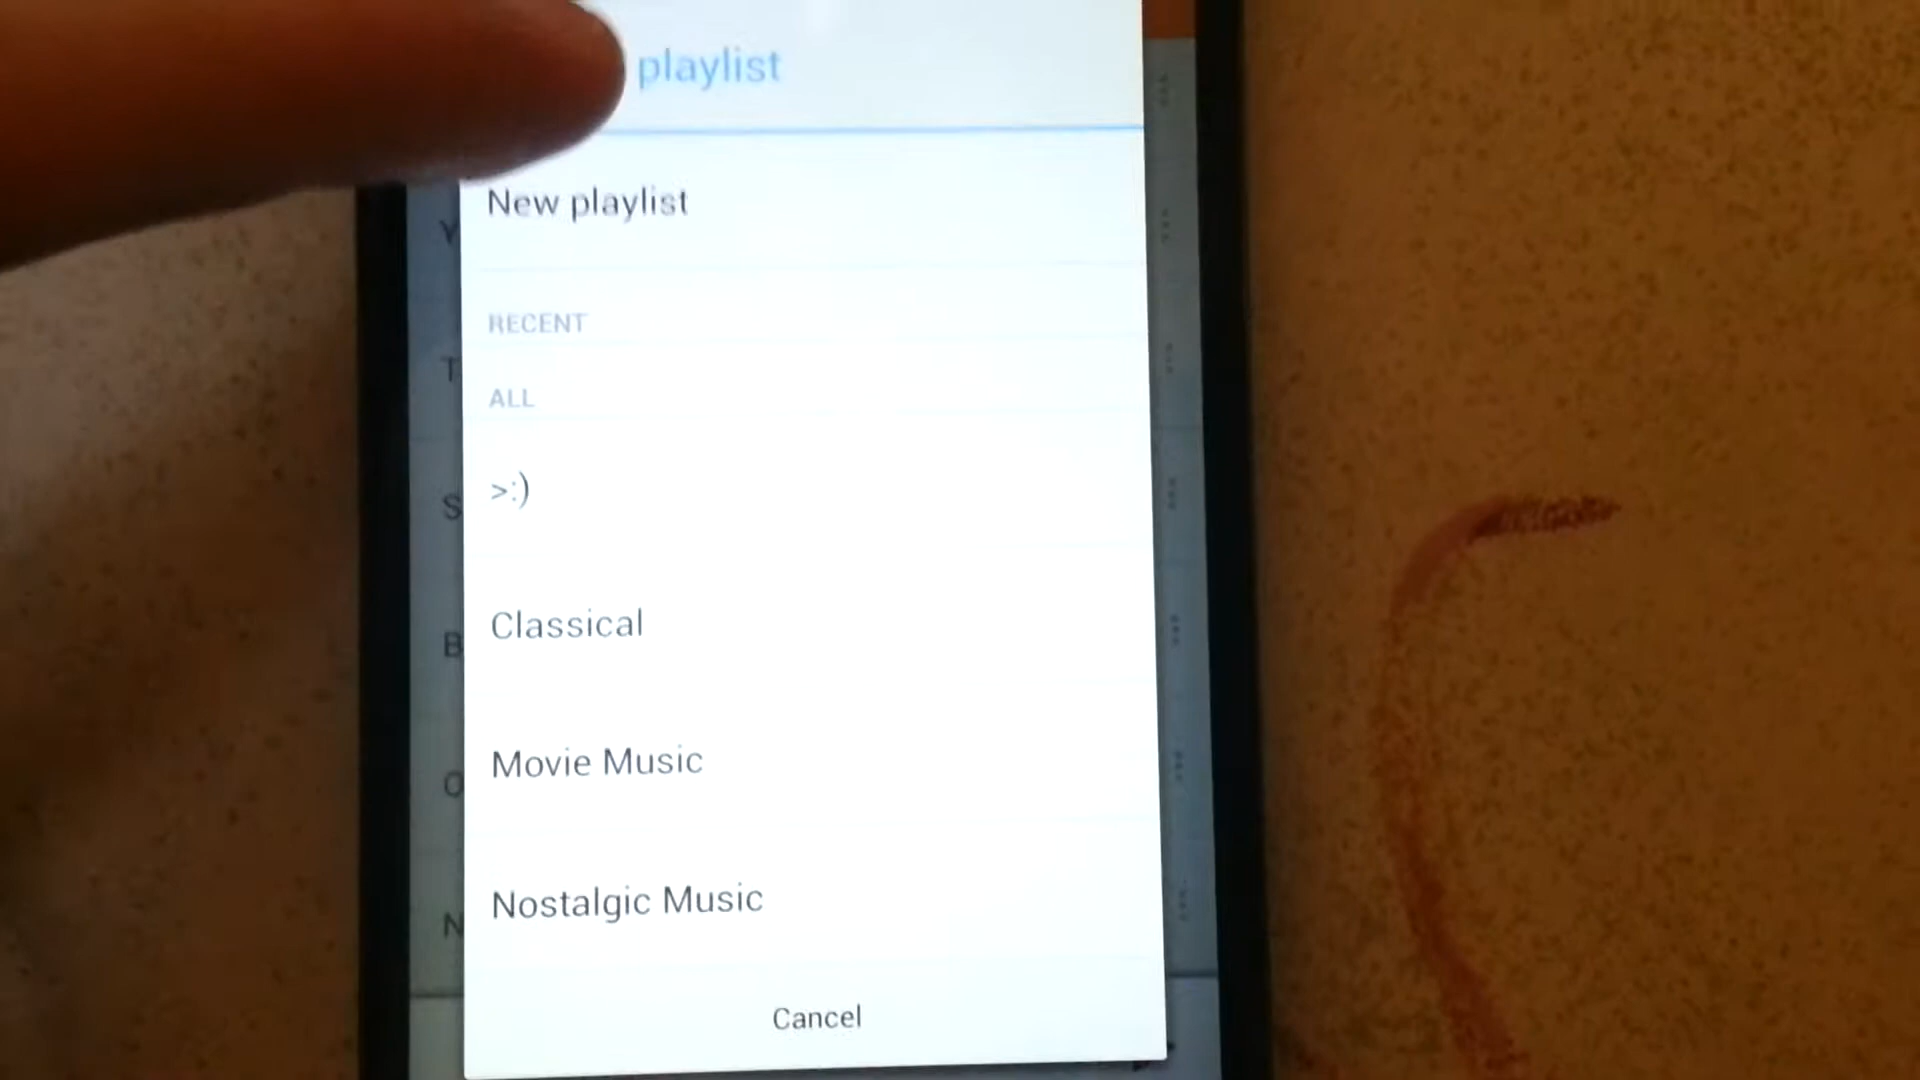 playlist
New playlist
RECENT
ALL
>:)
Classical
Movie Music
Nostalgic Music
Cancel